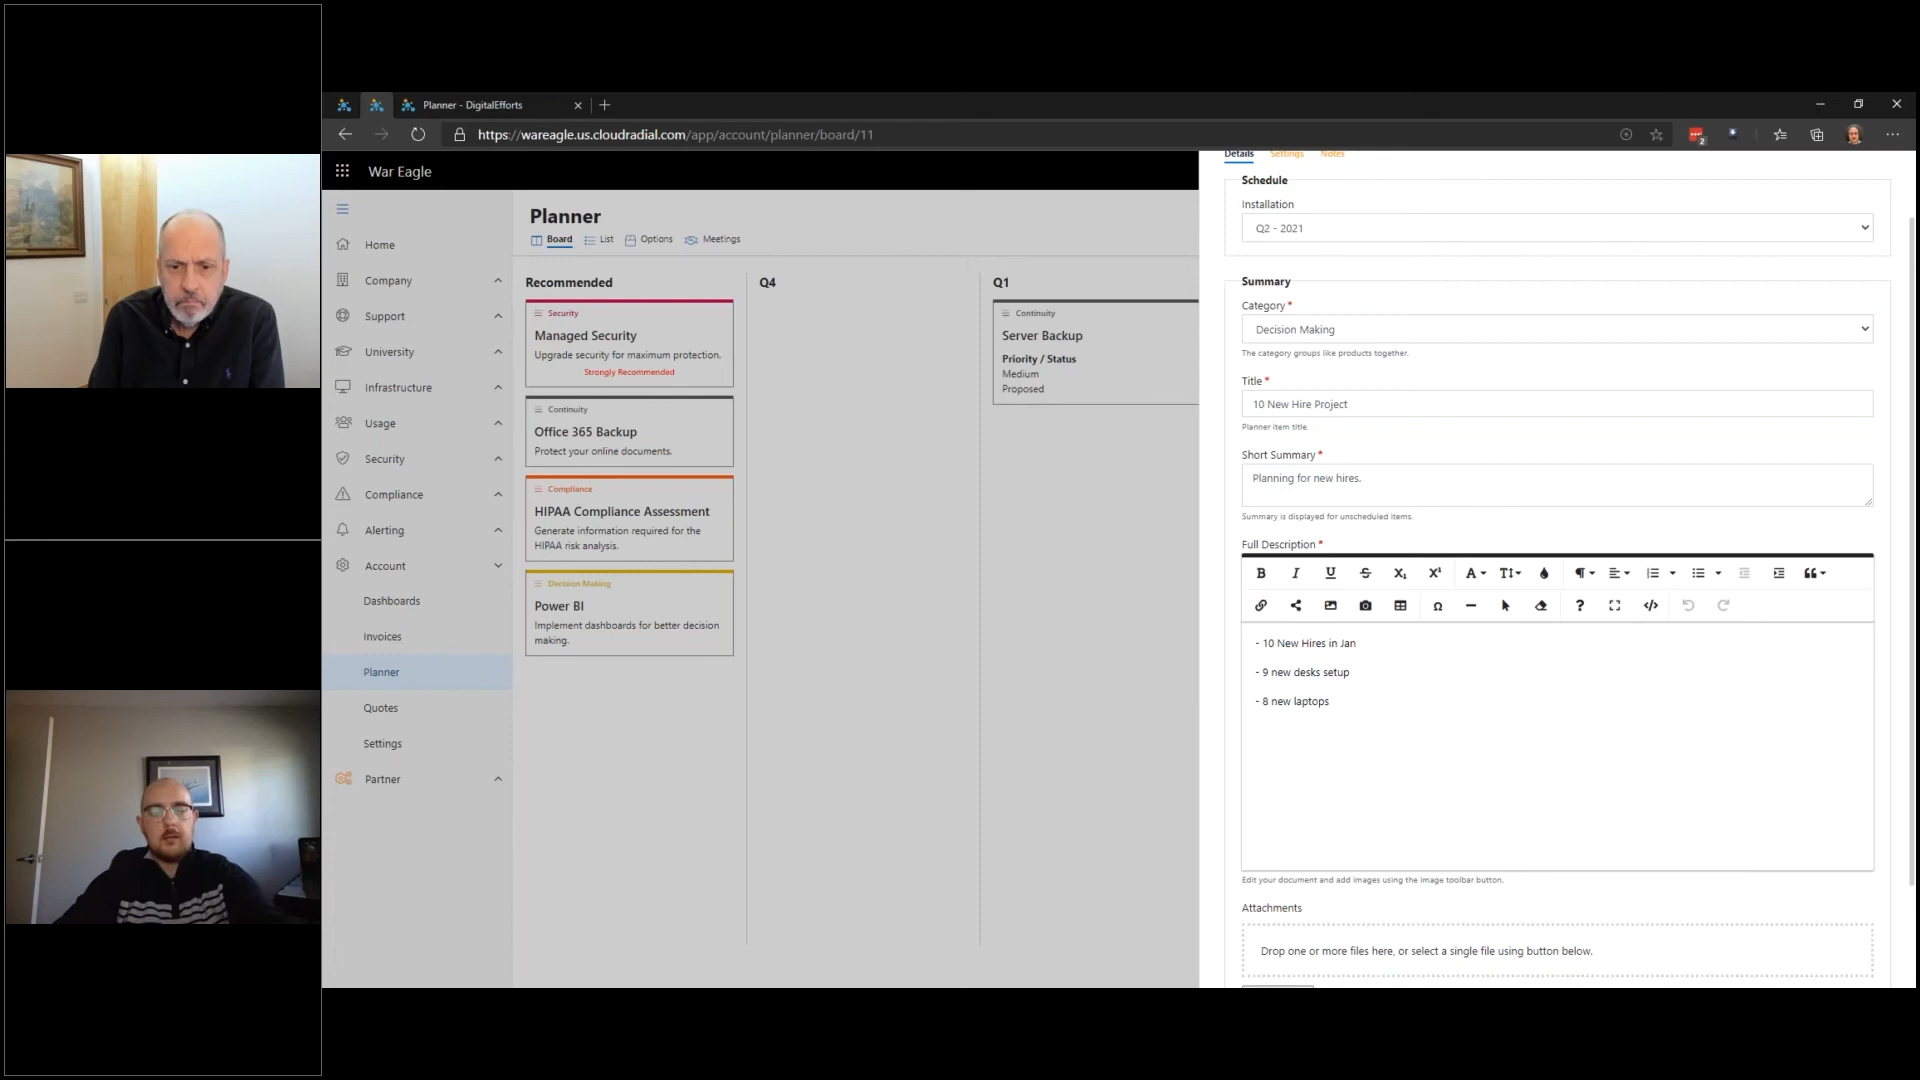 Planner - DigitalEfforts
https://wareagle.us.cloudradial.com/app/account/planner/board/11
2
War Eagle
Home
Company
Support
University
Infrastructure
Usage
Security
Compliance
Alerting
Account
Dashboards
Invoices
Planner
Quotes
Settings
Partner
Planner
Board
List
Options
Meetings
Recommended
Security
Managed Security
Upgrade security for maximum protection.
Strongly Recommended
Continuity
Office 365 Backup
Protect your online documents.
Compliance
HIPAA Compliance Assessment
Generate information required for the
HIPAA risk analysis.
Decision Making
Power BI
Implement dashboards for better decision
making.
Q4
Q1
Continuity
Server Backup
Priority / Status
Medium
Proposed
Details Settings Notes
Schedule
Installation
Q2 - 2021
Summary
Category *
Decision Making
The category groups like products together.
Title *
10 New Hire Project
Planner item title.
Short Summary *
Planning for new hires.
Summary is displayed for unscheduled items.
Full Description *
- 10 New Hires in Jan
- 9 new desks setup
- 8 new laptops
Edit your document and add images using the image toolbar button.
Attachments
Drop one or more files here, or select a single file using button below.